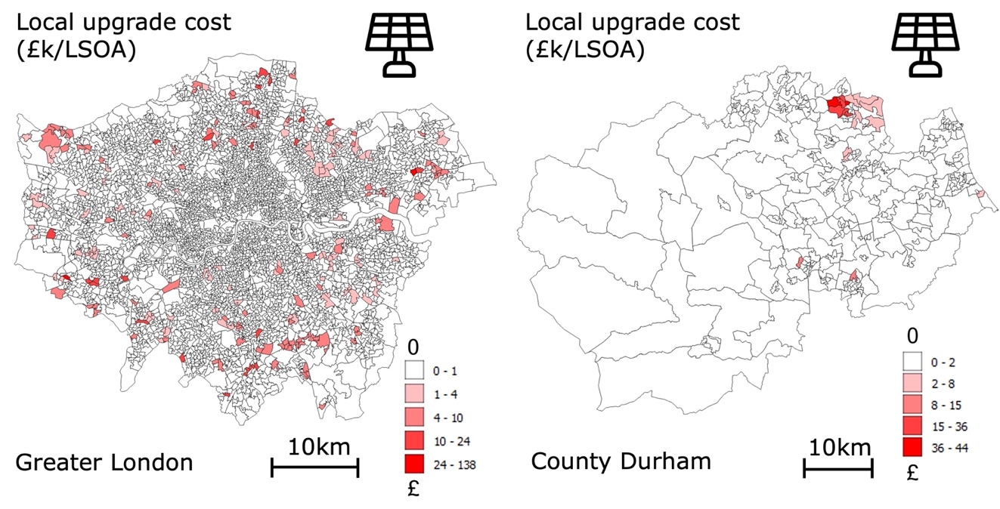 Local upgrade cost
(£k/LSOA)
0
0 - 1
1 - 4
4 - 10
10 - 24
24 - 138
£
10km
Greater London
Local upgrade cost
(£k/LSOA)
0
0 - 2
2 - 8
8 - 15
15 - 36
36 - 44
£
10km
County Durham